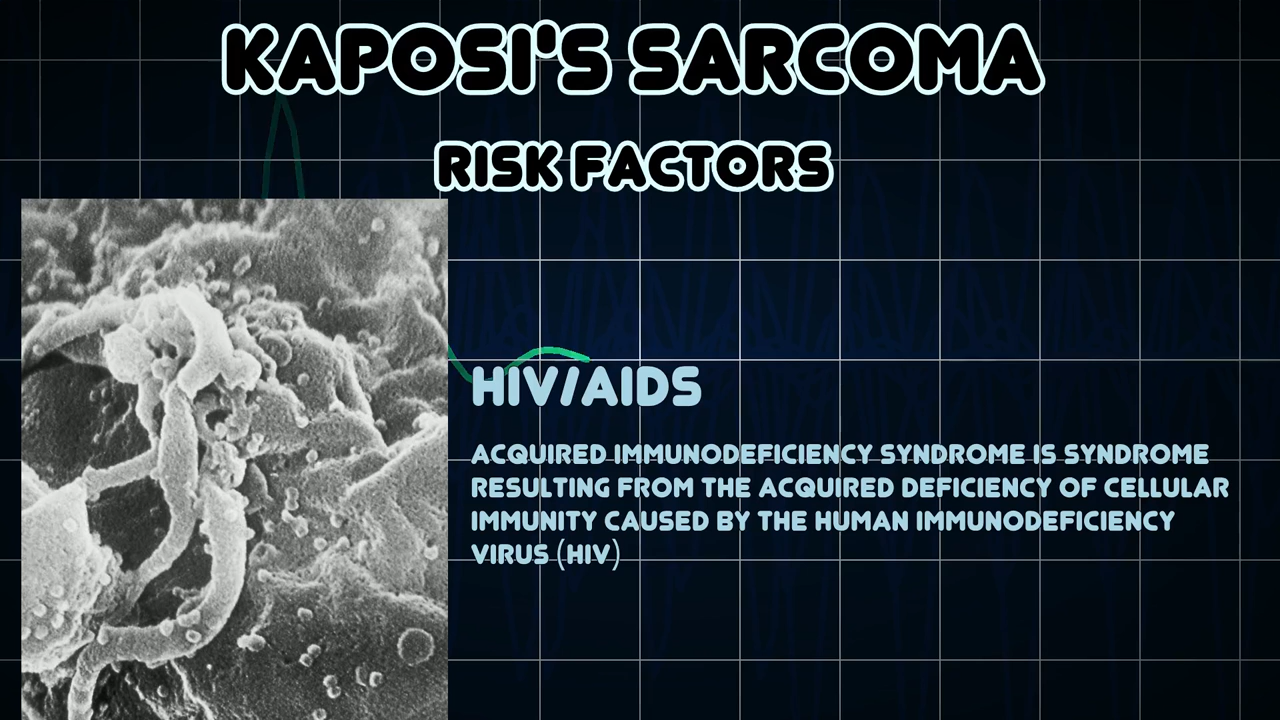 KAPOSI'S SARCOMA
RISK FACTORS
HIV/AIDS
ACQUIRED IMMUNODEFICIENCY SYNDROME IS SYNDROME
RESULTING FROM THE ACQUIRED DEFICIENCY OF CELLULAR
IMMUNITY CAUSED BY THE HUMAN IMMUNODEFICIENCY
VIRUS (HIV)